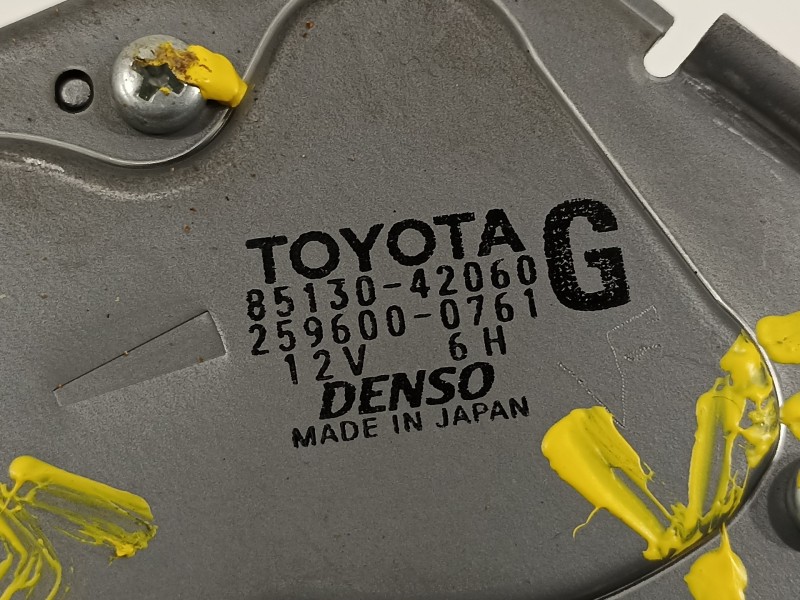 TOYOTA G
85130-42060
259600-0761
12V 6H
DENSO
MADE IN JAPAN